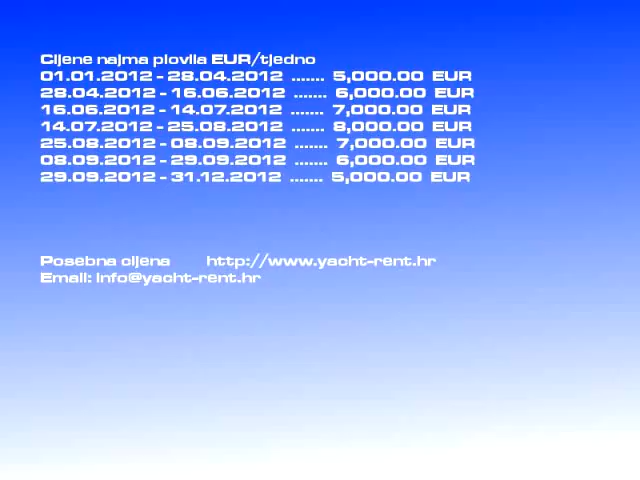 Cijene najma plovila EUR/tjedno
01.01.2012 - 28.04.2012 ....... 5,000.00 EUR
28.04.2012 - 16.06.2012 ....... 6,000.00 EUR
16.06.2012 - 14.07.2012 ....... 7,000.00 EUR
14.07.2012 - 25.08.2012 ....... 8,000.00 EUR
25.08.2012 - 08.09.2012 ....... 7,000.00 EUR
08.09.2012 - 29.09.2012 ....... 6,000.00 EUR
29.09.2012 - 31.12.2012 ....... 5,000.00 EUR
Posebna cijena http://www.yacht-rent.hr
Email: info@yacht-rent.hr